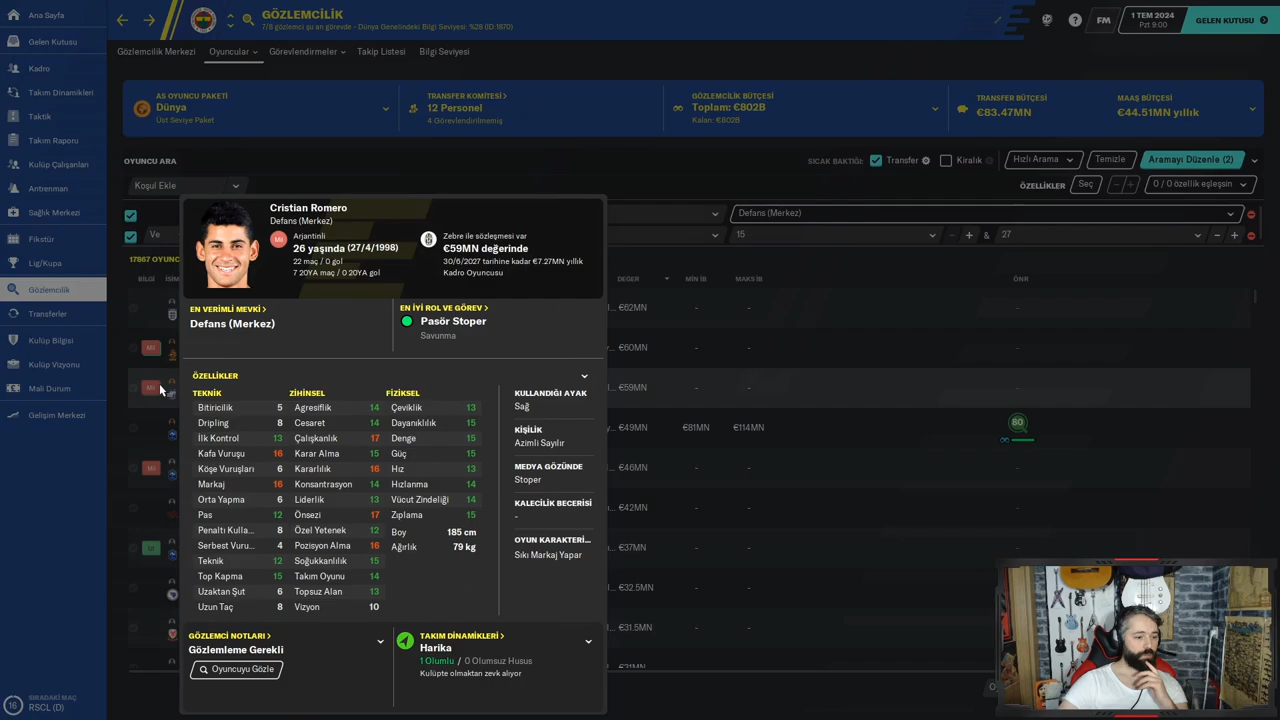 Ana Sayfa
Gelen Kutusu
Kadro
Takım Dinamikleri
Taktik
Takım Raporu
Kulüp Çalışanları
Antrenman
Sağlık Merkezi
Fikstür
Lig/Kupa
Gözlemcilik
Transferler
Kulüp Bilgisi
Kulüp Vizyonu
Mali Durum
Gelişim Merkezi
16
SIRADAKİ MAÇ
RSCL (D)
GÖZLEMCİLİK
7/8 gözlemci şu an görevde - Dünya Genelindeki Bilgi Seviyesi: %28 (ID:1870)
FM
1 TEM 2024
Pzt 9:00
GELEN KUTUSU
Gözlemcilik Merkezi
Oyuncular
Görevlendirmeler
Takip Listesi
Bilgi Seviyesi
AS OYUNCU PAKETİ
Dünya
Üst Seviye Paket
TRANSFER KOMİTESİ
12 Personel
4 Görevlendirilmemiş
GÖZLEMCİLİK BÜTÇESİ
Toplam: €802B
Kalan: €802B
TRANSFER BÜTÇESİ
€83.47MN
MAAŞ BÜTÇESİ
€44.51MN yıllık
OYUNCU ARA
SICAK BAKTIĞI:
Transfer
Kiralık
Hızlı Arama
Temizle
Aramayı Düzenle (2)
Koşul Ekle
ÖZELLİKLER
Seç
0 / 0 özellik eşleşsin
Defans (Merkez)
Ve
15
&
27
17867 OYUNC
BİLGİ
İSİM
DEĞER
MİN İB
MAKS İB
ÖNR
€62MN - - -
Mil €60MN - - -
Mil €59MN - - -
€49MN €81MN €114MN 80
Mil €46MN - - -
€42MN - - -
Ul €37MN - - -
€32.5MN - - -
€31.5MN - - -
€31MN
Cristian Romero
Defans (Merkez)
Mil
Arjantinli
26 yaşında (27/4/1998)
22 maç / 0 gol
7 20YA maç / 0 20YA gol
Zebre ile sözleşmesi var
€59MN değerinde
30/6/2027 tarihine kadar €7.27MN yıllık
Kadro Oyuncusu
EN VERİMLİ MEVKİ
Defans (Merkez)
EN İYİ ROL VE GÖREV
Pasör Stoper
Savunma
ÖZELLİKLER
TEKNİK
Bitiricilik 5
Dripling 8
İlk Kontrol 13
Kafa Vuruşu 16
Köşe Vuruşları 6
Markaj 16
Orta Yapma 6
Pas 12
Penaltı Kulla... 8
Serbest Vuru... 4
Teknik 12
Top Kapma 15
Uzaktan Şut 6
Uzun Taç 8
ZİHİNSEL
Agresiflik 14
Cesaret 14
Çalışkanlık 17
Karar Alma 15
Kararlılık 16
Konsantrasyon 14
Liderlik 13
Önsezi 17
Özel Yetenek 12
Pozisyon Alma 16
Soğukkanlılık 15
Takım Oyunu 14
Topsuz Alan 13
Vizyon 10
FİZİKSEL
Çeviklik 13
Dayanıklılık 15
Denge 15
Güç 15
Hız 13
Hızlanma 14
Vücut Zindeliği 14
Zıplama 15
Boy 185 cm
Ağırlık 79 kg
KULLANDIĞI AYAK
Sağ
KİŞİLİK
Azimli Sayılır
MEDYA GÖZÜNDE
Stoper
KALECİLİK BECERİSİ
-
OYUN KARAKTERİ...
Sıkı Markaj Yapar
GÖZLEMCİ NOTLARI
Gözlemleme Gerekli
Oyuncuyu Gözle
TAKIM DİNAMİKLERİ
Harika
1 Olumlu / 0 Olumsuz Husus
Kulüpte olmaktan zevk alıyor